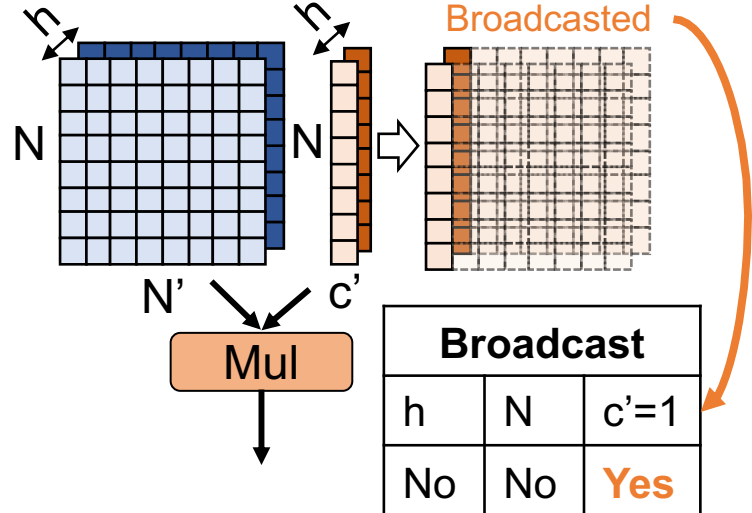 h
h
Broadcasted
N
N
N’
c’
Mul
Broadcast
h N c’=1
No No Yes